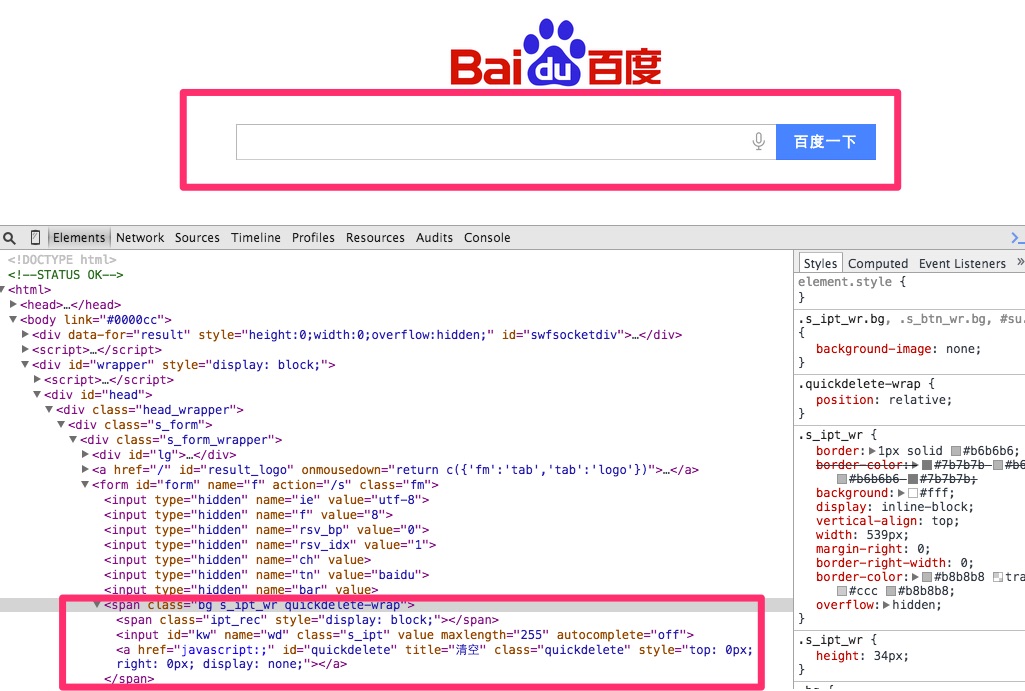 Baidu百度
百度一下
Elements Network Sources Timeline Profiles Resources Audits Console
<!DOCTYPE html>
<!--STATUS OK-->
<html>
<head>…</head>
<body link="#0000cc">
<div data-for="result" style="height:0;width:0;overflow:hidden;" id="swfsocketdiv">…</div>
<script>…</script>
<div id="wrapper" style="display: block;">
<script>…</script>
<div id="head">
<div class="head_wrapper">
<div class="s_form">
<div class="s_form_wrapper">
<div id="lg">…</div>
<a href="/" id="result_logo" onmousedown="return c({'fm':'tab','tab':'logo'})">…</a>
<form id="form" name="f" action="/s" class="fm">
<input type="hidden" name="ie" value="utf-8">
<input type="hidden" name="f" value="8">
<input type="hidden" name="rsv_bp" value="0">
<input type="hidden" name="rsv_idx" value="1">
<input type="hidden" name="ch" value>
<input type="hidden" name="tn" value="baidu">
<input type="hidden" name="bar" value>
<span class="bg s_ipt_wr quickdelete-wrap">
<span class="ipt_rec" style="display: block;"></span>
<input id="kw" name="wd" class="s_ipt" value maxlength="255" autocomplete="off">
<a href="javascript:;" id="quickdelete" title="清空" class="quickdelete" style="top: 0px;
right: 0px; display: none;"></a>
</span>
Styles Computed Event Listeners »
element.style {
}
.s_ipt_wr.bg, .s_btn_wr.bg, #su.
{
background-image: none;
}
.quickdelete-wrap {
position: relative;
}
.s_ipt_wr {
border: 1px solid #b6b6b6;
border-color: #7b7b7b #b6
#b6b6b6 #7b7b7b;
background: #fff;
display: inline-block;
vertical-align: top;
width: 539px;
margin-right: 0;
border-right-width: 0;
border-color: #b8b8b8 tra
#ccc #b8b8b8;
overflow: hidden;
}
.s_ipt_wr {
height: 34px;
}